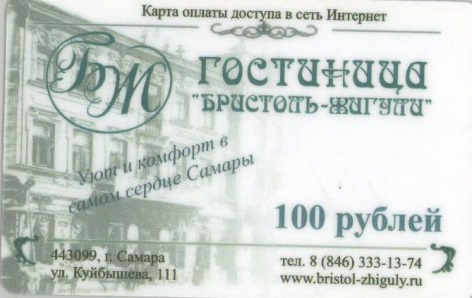 Карта оплаты доступа в сеть Интернет
БЖ
ГОСТИНИЦА
"БРИСТОЛЬ-ЖИГУЛИ"
Уют и комфорт в
самом сердце Самары
100 рублей
443099, г. Самара
ул. Куйбышева, 111
тел. 8 (846) 333-13-74
www.bristol-zhiguly.ru